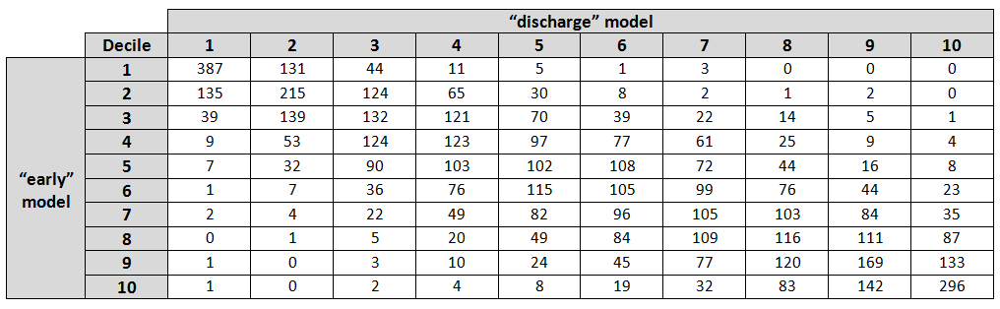 “discharge” model
Decile 1 2 3 4 5 6 7 8 9 10
“early” model
1 387 131 44 11 5 1 3 0 0 0
2 135 215 124 65 30 8 2 1 2 0
3 39 139 132 121 70 39 22 14 5 1
4 9 53 124 123 97 77 61 25 9 4
5 7 32 90 103 102 108 72 44 16 8
6 1 7 36 76 115 105 99 76 44 23
7 2 4 22 49 82 96 105 103 84 35
8 0 1 5 20 49 84 109 116 111 87
9 1 0 3 10 24 45 77 120 169 133
10 1 0 2 4 8 19 32 83 142 296